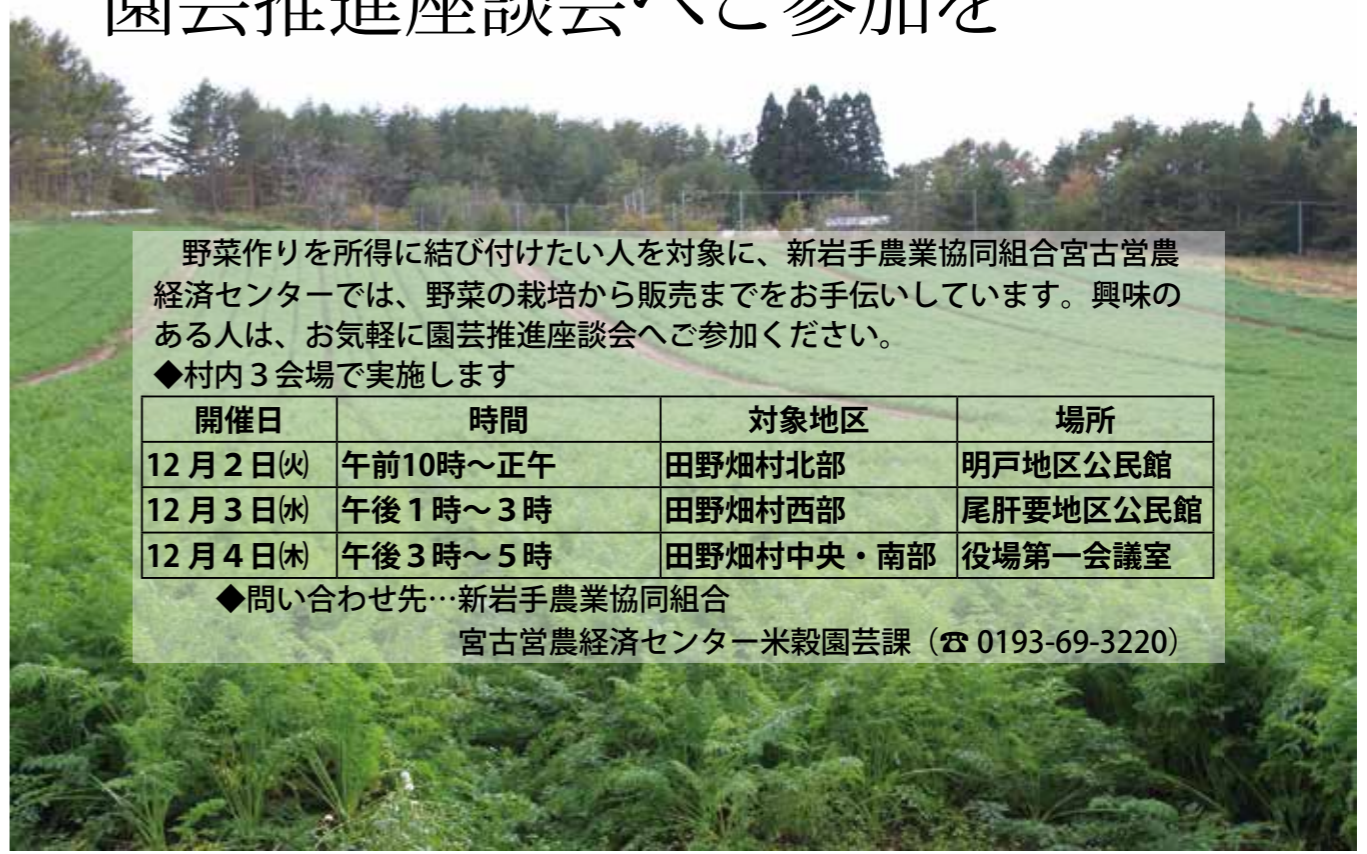 園芸推進座談会へご参加を
野菜作りを所得に結び付けたい人を対象に、新岩手農業協同組合宮古営農
経済センターでは、野菜の栽培から販売までをお手伝いしています。興味の
ある人は、お気軽に園芸推進座談会へご参加ください。
◆村内３会場で実施します
開催日 時間 対象地区 場所
12月２日㈫ 午前10時～正午 田野畑村北部 明戸地区公民館
12月３日㈬ 午後１時～３時 田野畑村西部 尾肝要地区公民館
12月４日㈭ 午後３時～５時 田野畑村中央・南部 役場第一会議室
◆問い合わせ先…新岩手農業協同組合
宮古営農経済センター米穀園芸課（☎ 0193-69-3220）